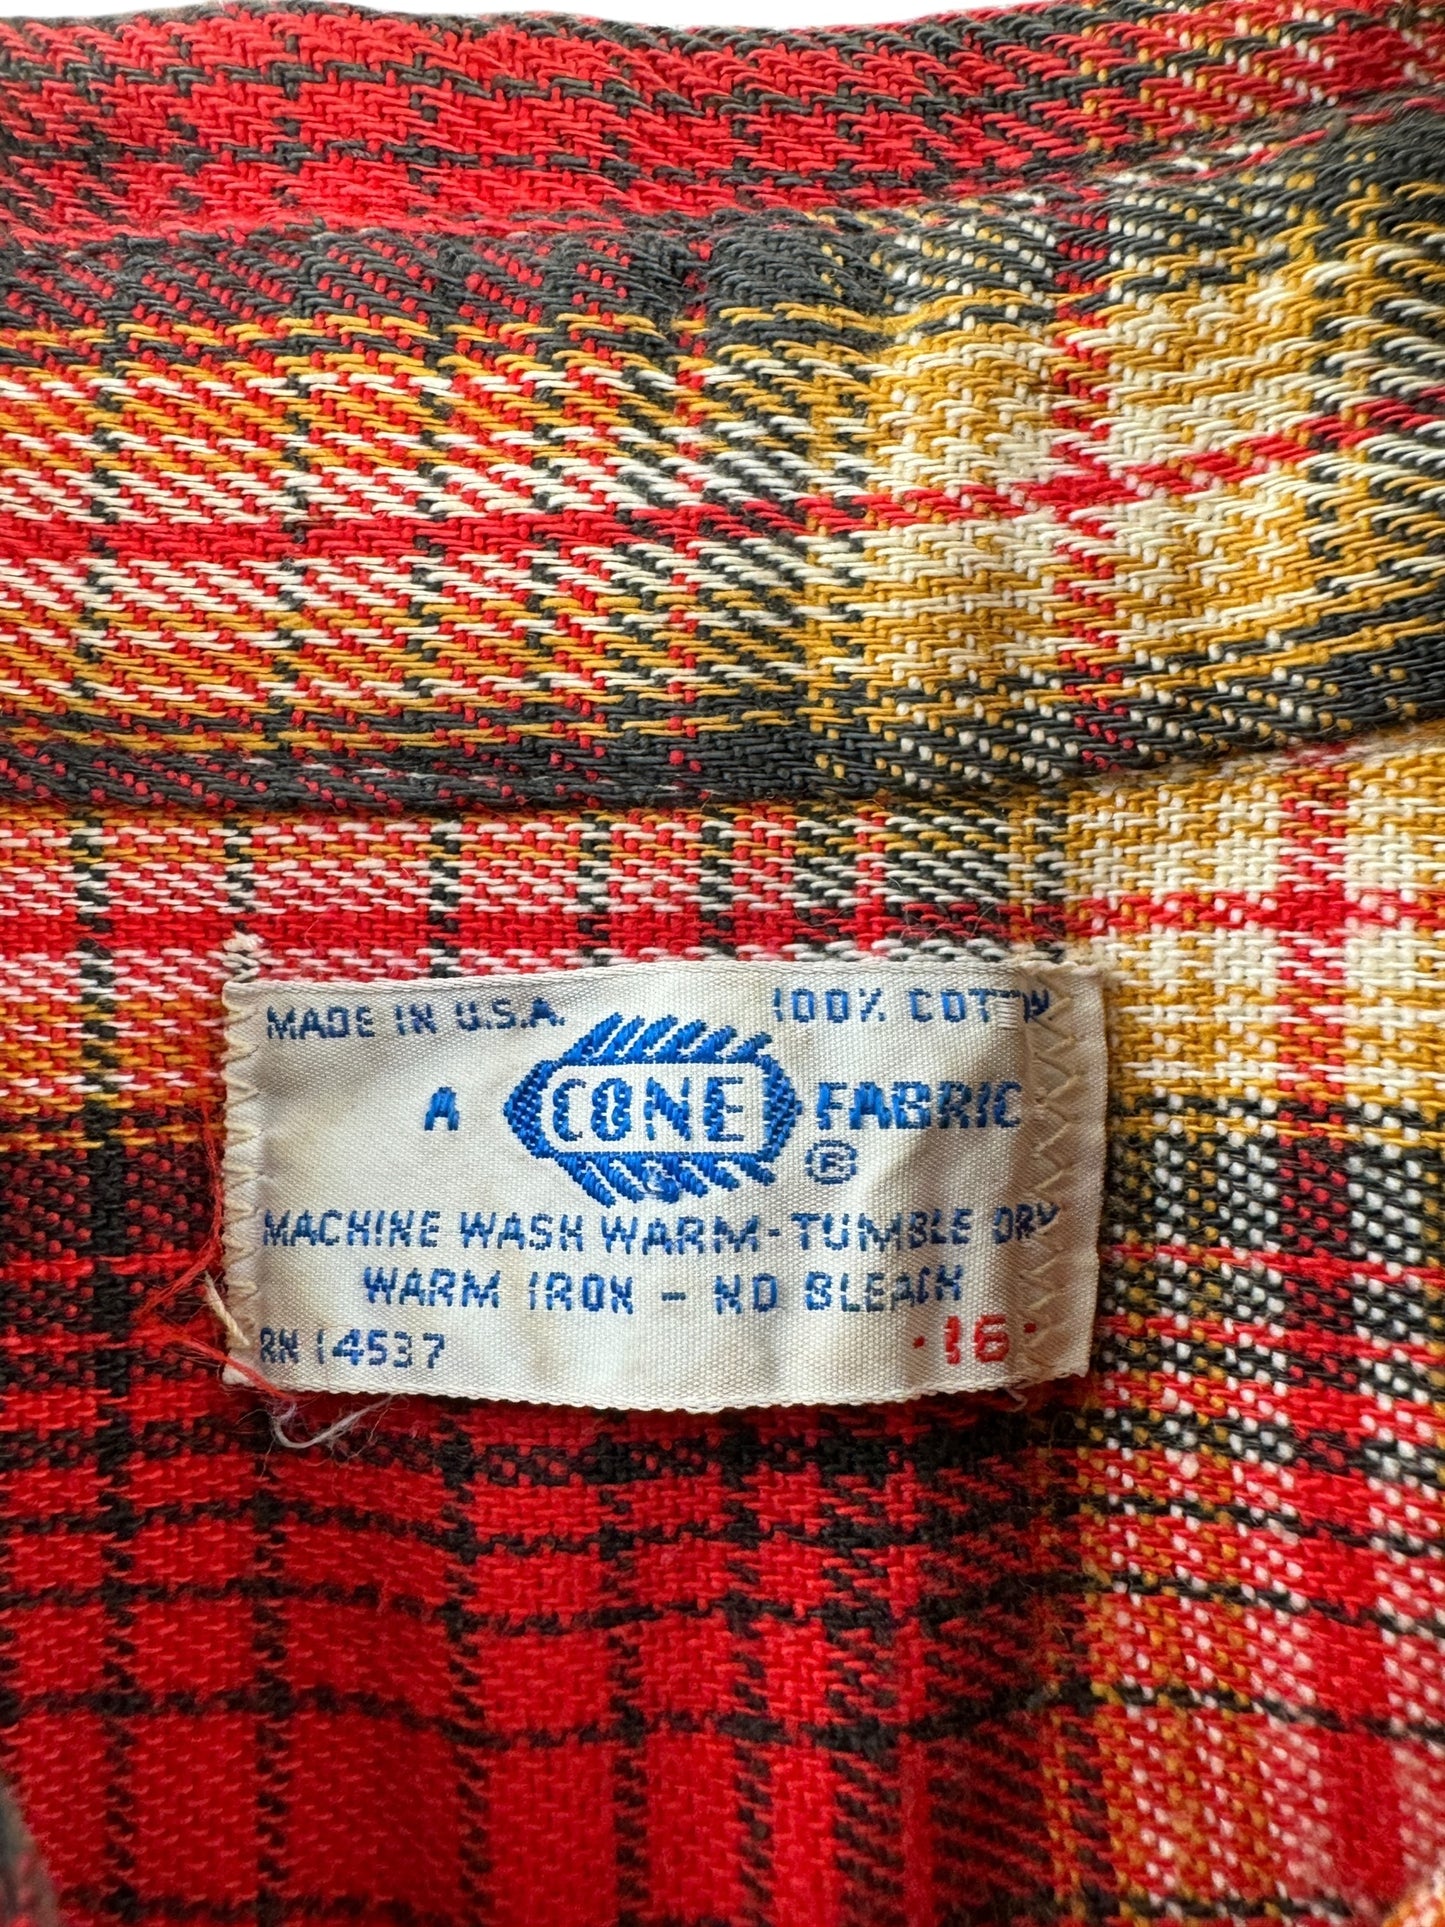 MADE IN U.S.A. 100% COTTON
A CONE FABRIC
®
MACHINE WASH WARM-TUMBLE DRY
WARM IRON - NO BLEACH
RN 14537 ·16·